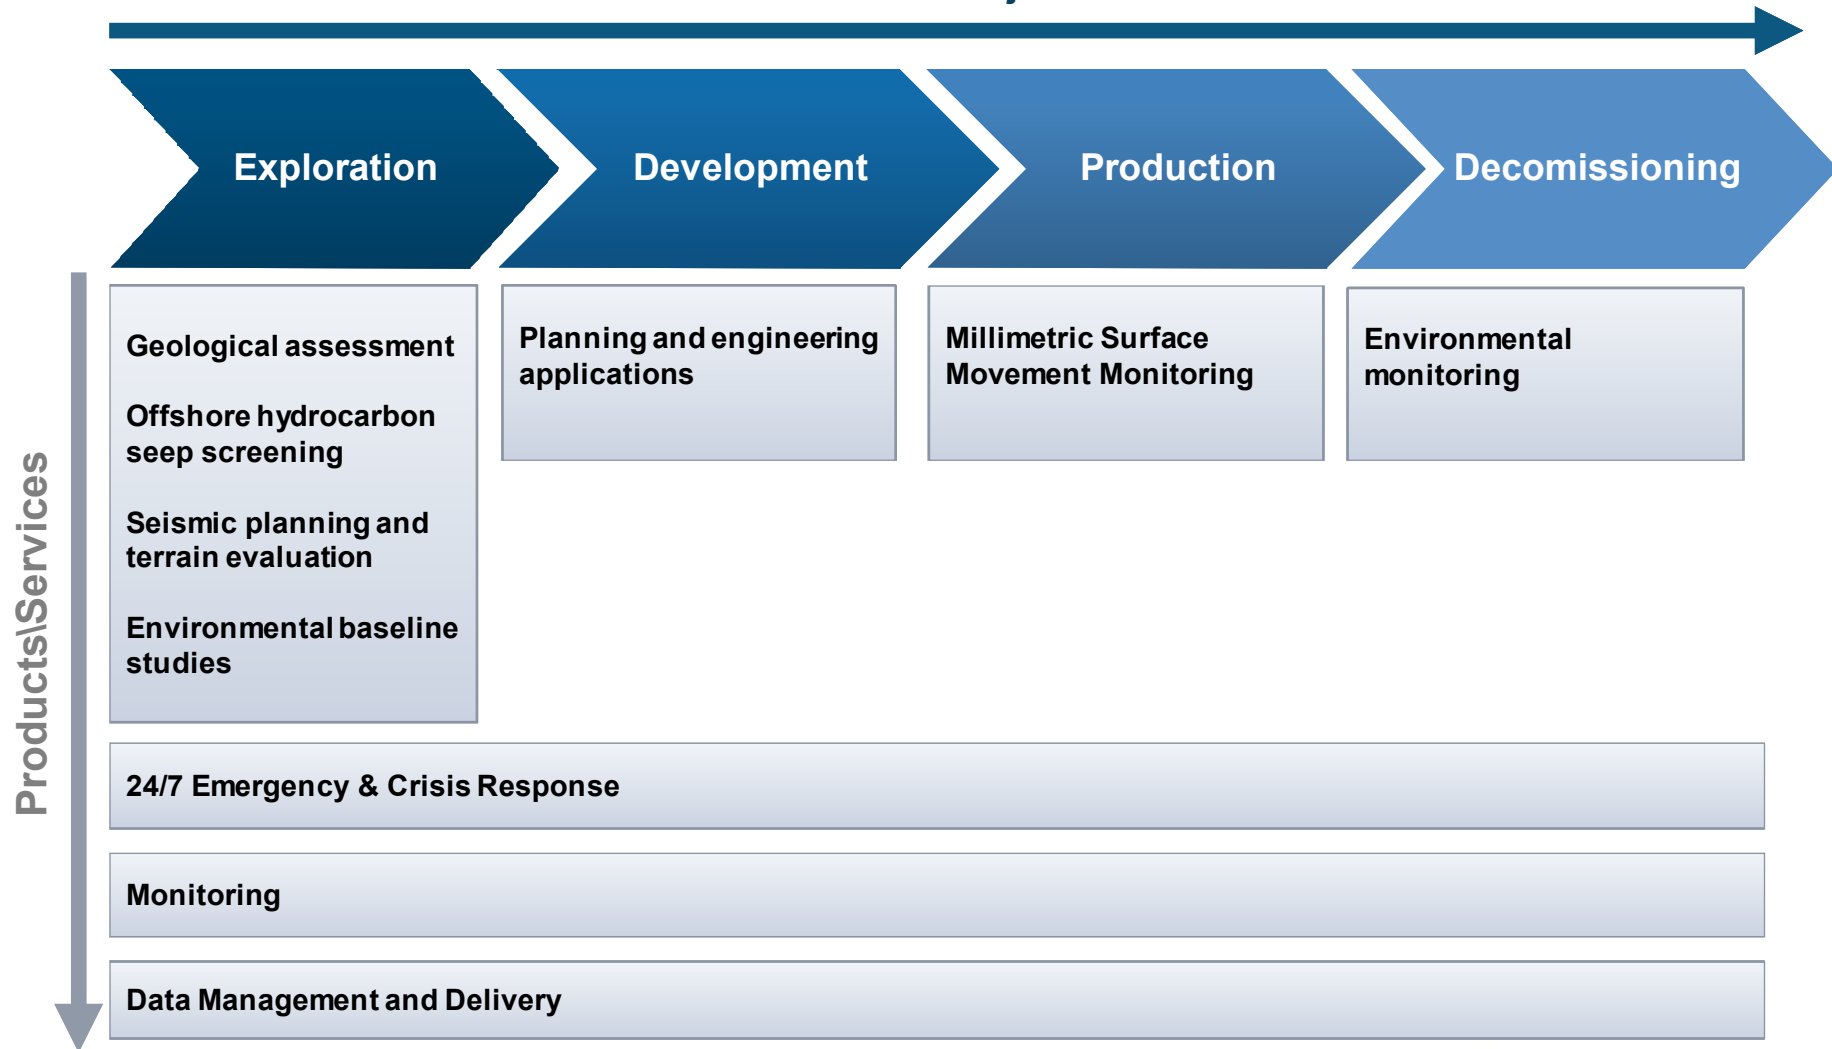 Exploration
Development
Production
Decomissioning
Geological assessment
Offshore hydrocarbon
seep screening
Seismic planning and
terrain evaluation
Environmental baseline
studies
Planning and engineering
applications
Millimetric Surface
Movement Monitoring
Environmental
monitoring
Products\Services
24/7 Emergency & Crisis Response
Monitoring
Data Management and Delivery